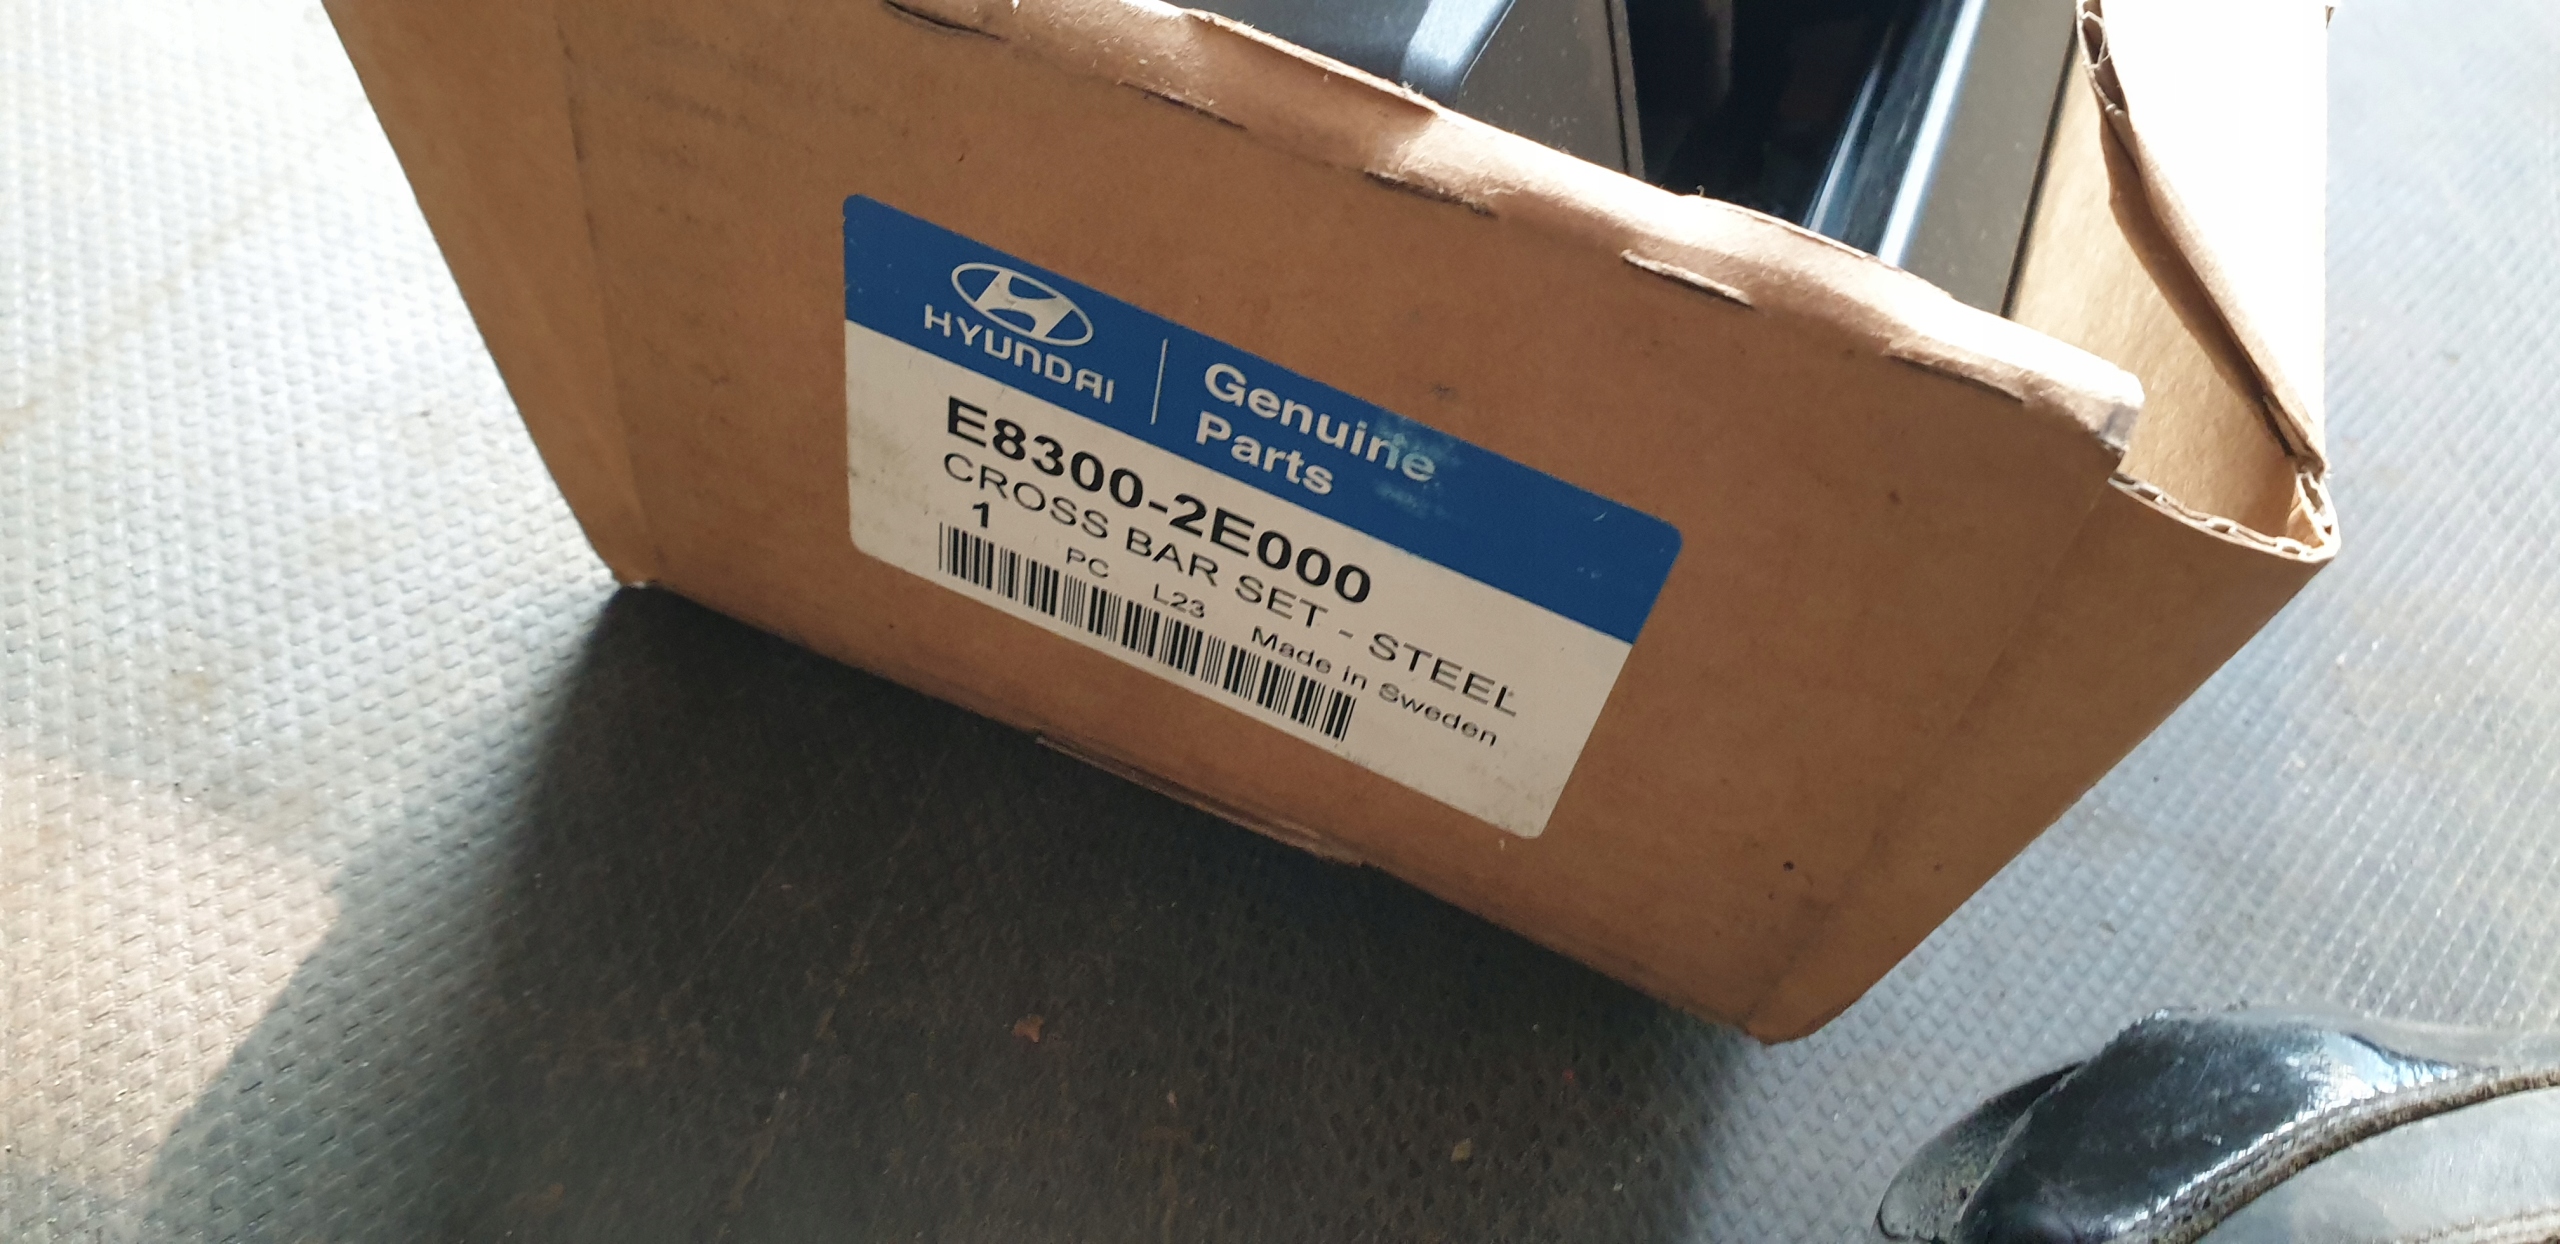 HYUNDAI
Genuine
Parts
E8300-2E000
CROSS BAR SET - STEEL
1 PC L23 Made in Sweden